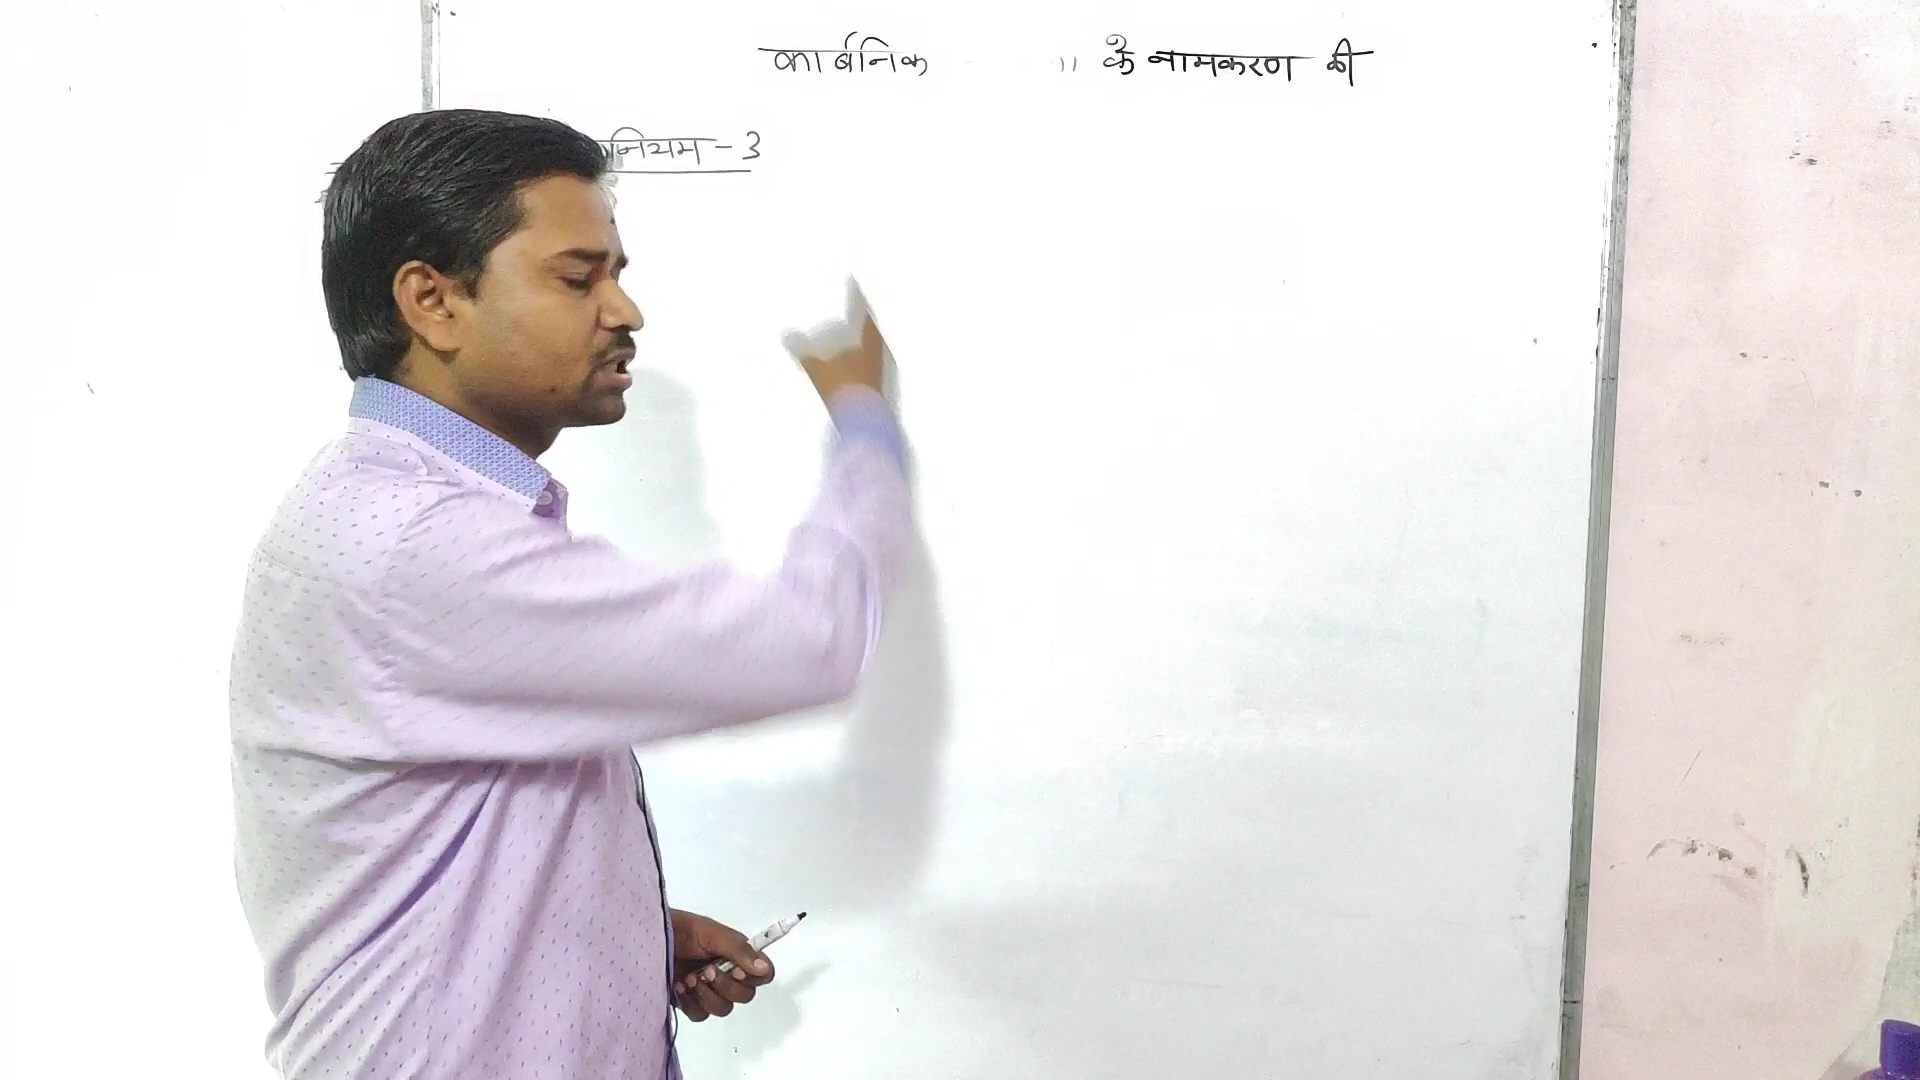 कार्बनिक के नामकरण की
नियम - 3